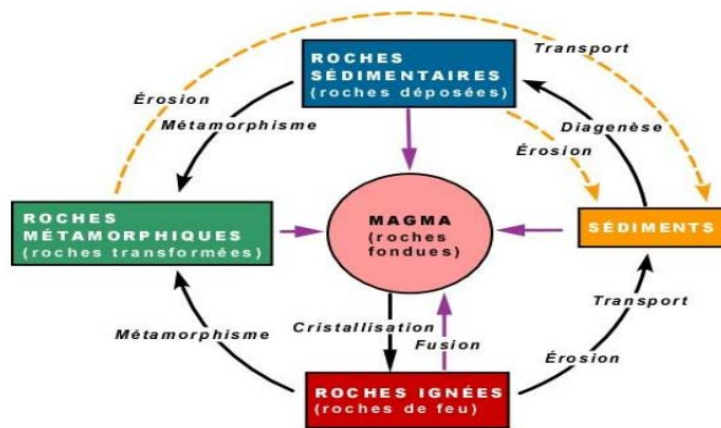 ROCHES
SÉDIMENTAIRES
(roches déposées)
Transport
Érosion
Métamorphisme
Diagenèse
Érosion
ROCHES
MÉTAMORPHIQUES
(roches transformées)
MAGMA
(roches
fondues)
SÉDIMENTS
Métamorphisme
Cristallisation
Fusion
Transport
Érosion
ROCHES IGNÉES
(roches de feu)